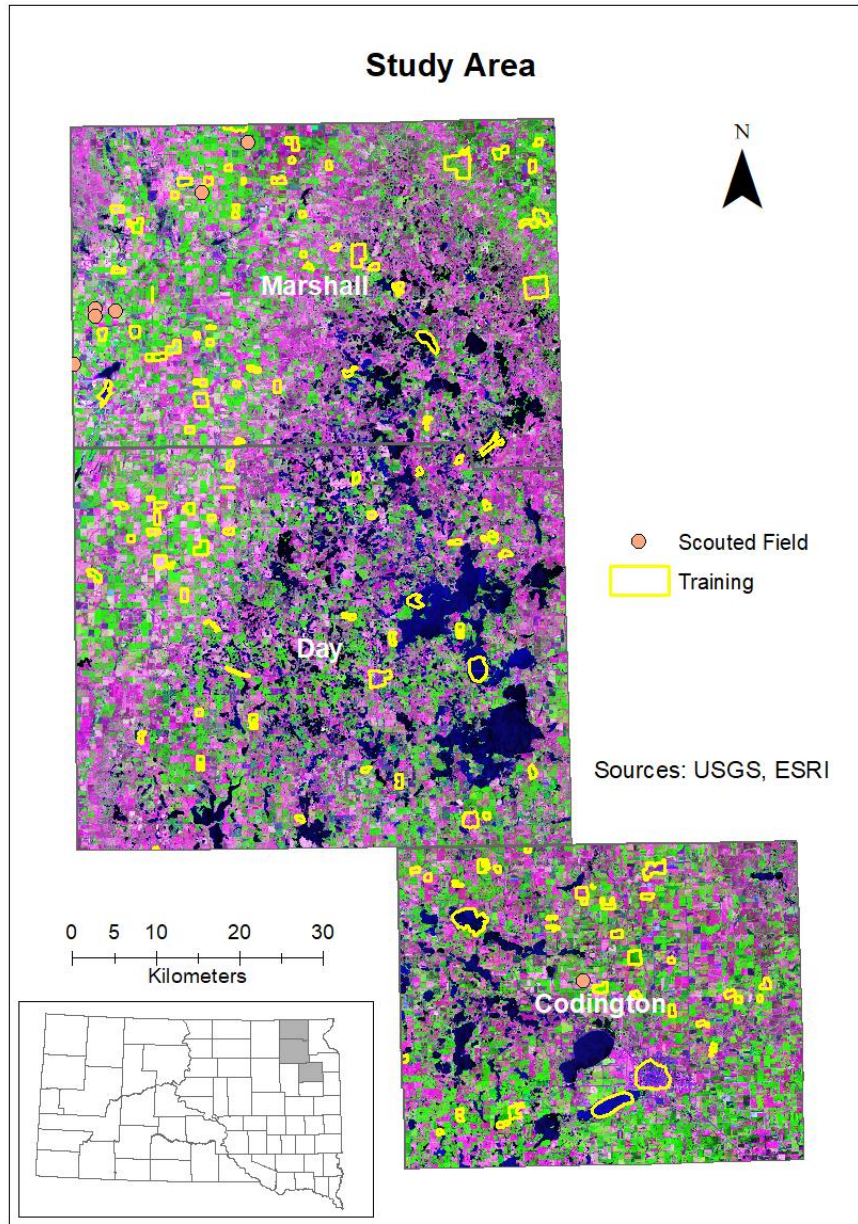 Study Area
N
Marshall
Scouted Field
Training
Day
Sources: USGS, ESRI
0 5 10 20 30
Kilometers
Codington